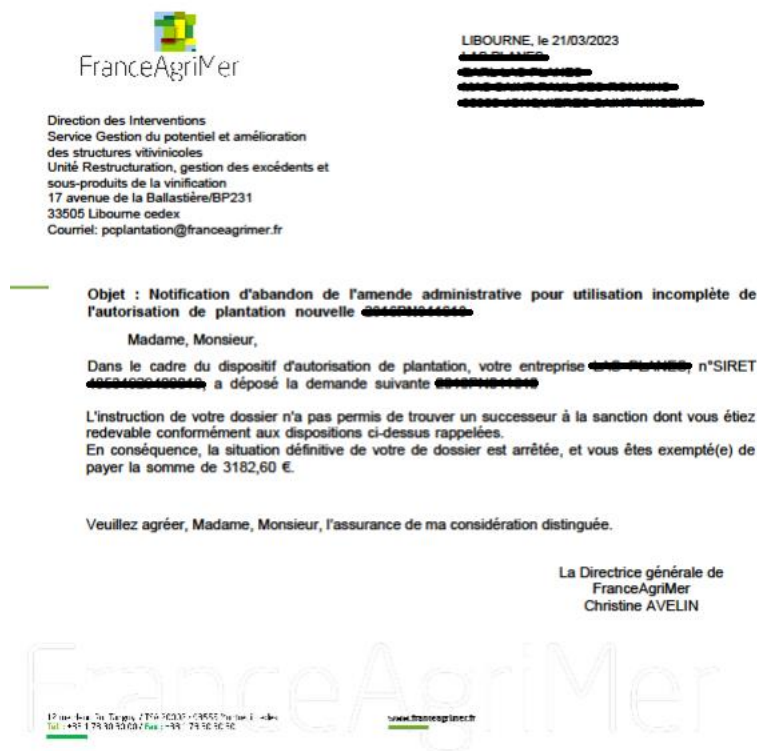 FranceAgriMer
LIBOURNE, le 21/03/2023
Direction des Interventions
Service Gestion du potentiel et amélioration
des structures vitivinicoles
Unité Restructuration, gestion des excédents et
sous-produits de la vinification
17 avenue de la Ballastière/BP231
33505 Libourne cedex
Courriel: pcplantation@franceagrimer.fr
Objet : Notification d'abandon de l'amende administrative pour utilisation incomplète de
l'autorisation de plantation nouvelle
Madame, Monsieur,
Dans le cadre du dispositif d'autorisation de plantation, votre entreprise n°SIRET
, a déposé la demande suivante
L'instruction de votre dossier n'a pas permis de trouver un successeur à la sanction dont vous étiez
redevable conformément aux dispositions ci-dessus rappelées.
En conséquence, la situation définitive de votre de dossier est arrêtée, et vous êtes exempté(e) de
payer la somme de 3182,60 €.
Veuillez agréer, Madame, Monsieur, l'assurance de ma considération distinguée.
La Directrice générale de
FranceAgriMer
Christine AVELIN
FranceAgriMer
www.franceagrimer.fr